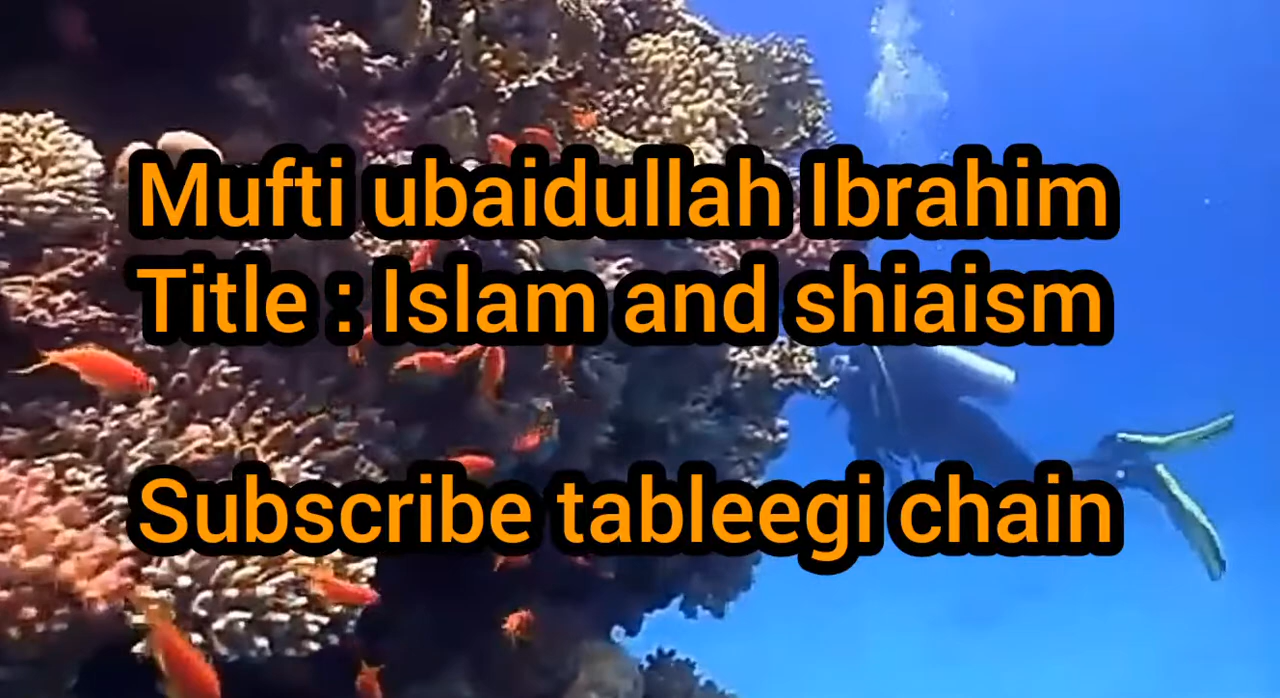 Mufti ubaidullah Ibrahim
Title : Islam and shiaism
Subscribe tableegi chain